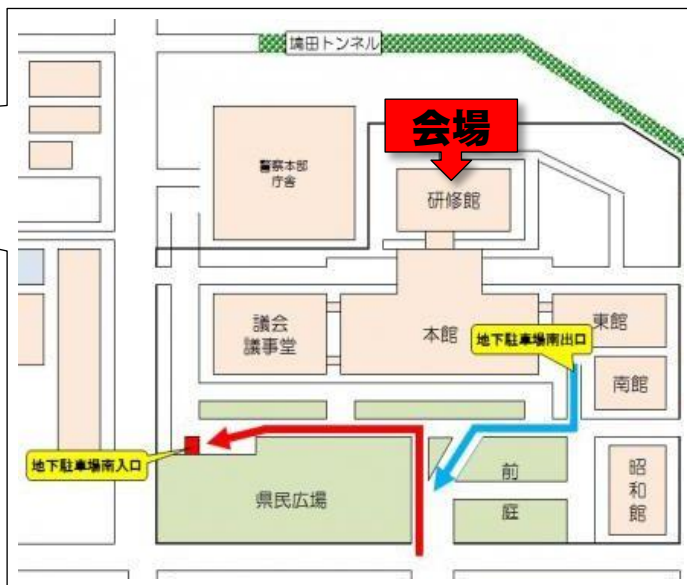 塙田トンネル
会場
警察本部
庁舎
研修館
議会
議事堂
本館
東館
地下駐車場南出口
南館
地下駐車場南入口
県民広場
前
庭
昭
和
館